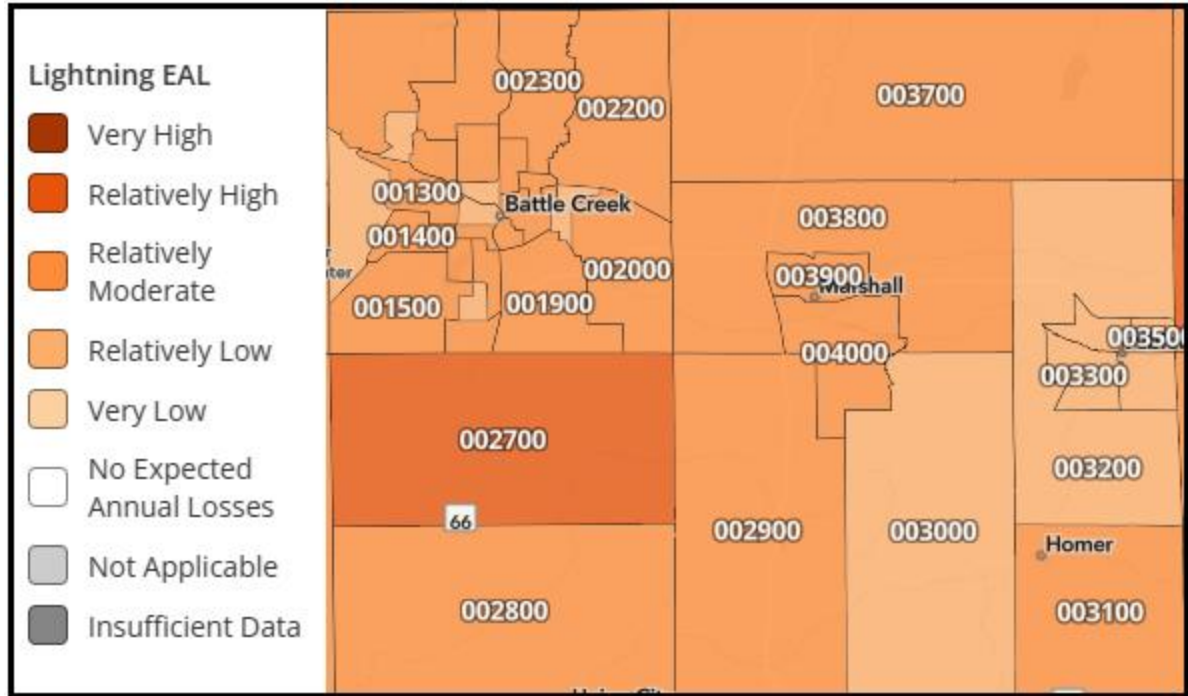 Lightning EAL
Very High
Relatively High
Relatively
Moderate
Relatively Low
Very Low
No Expected
Annual Losses
Not Applicable
Insufficient Data
002300
002200
003700
001300
Battle Creek
003800
001400
002000
003900
Marshall
001500
001900
003500
004000
003300
002700
003200
66
002900
003000
Homer
002800
003100